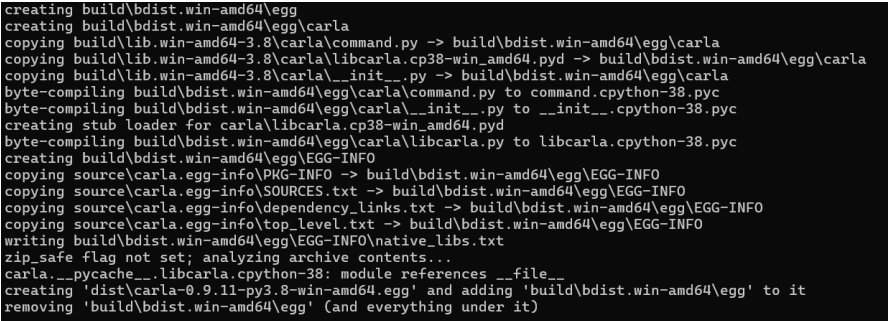 creating build\bdist.win-amd64\egg
creating build\bdist.win-amd64\egg\carla
copying build\lib.win-amd64-3.8\carla\command.py -> build\bdist.win-amd64\egg\carla
copying build\lib.win-amd64-3.8\carla\libcarla.cp38-win_amd64.pyd -> build\bdist.win-amd64\egg\carla
copying build\lib.win-amd64-3.8\carla\__init__.py -> build\bdist.win-amd64\egg\carla
byte-compiling build\bdist.win-amd64\egg\carla\command.py to command.cpython-38.pyc
byte-compiling build\bdist.win-amd64\egg\carla\__init__.py to __init__.cpython-38.pyc
creating stub loader for carla\libcarla.cp38-win_amd64.pyd
byte-compiling build\bdist.win-amd64\egg\carla\libcarla.py to libcarla.cpython-38.pyc
creating build\bdist.win-amd64\egg\EGG-INFO
copying source\carla.egg-info\PKG-INFO -> build\bdist.win-amd64\egg\EGG-INFO
copying source\carla.egg-info\SOURCES.txt -> build\bdist.win-amd64\egg\EGG-INFO
copying source\carla.egg-info\dependency_links.txt -> build\bdist.win-amd64\egg\EGG-INFO
copying source\carla.egg-info\top_level.txt -> build\bdist.win-amd64\egg\EGG-INFO
writing build\bdist.win-amd64\egg\EGG-INFO\native_libs.txt
zip_safe flag not set; analyzing archive contents...
carla.__pycache__.libcarla.cpython-38: module references __file__
creating 'dist\carla-0.9.11-py3.8-win-amd64.egg' and adding 'build\bdist.win-amd64\egg' to it
removing 'build\bdist.win-amd64\egg' (and everything under it)